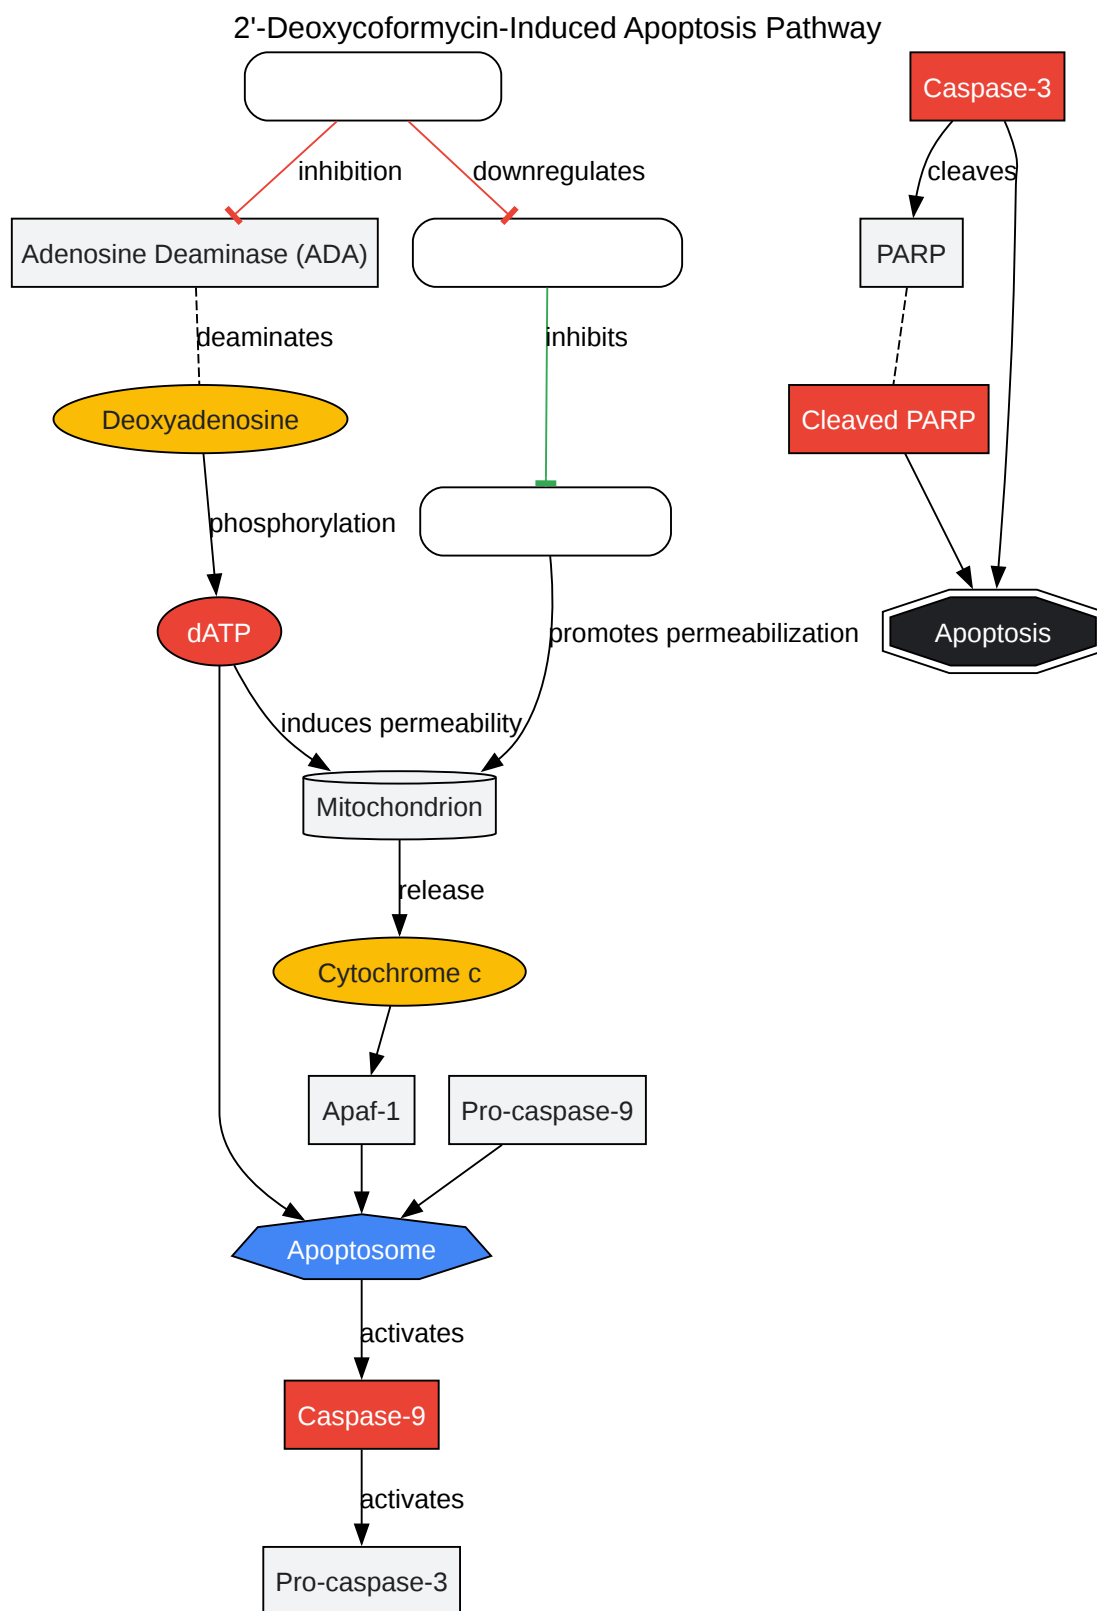 2'-Deoxycoformycin-Induced Apoptosis Pathway
Caspase-3
inhibition
downregulates
cleaves
Adenosine Deaminase (ADA)
PARP
deaminates
inhibits
Deoxyadenosine
Cleaved PARP
phosphorylation
dATP
promotes permeabilization
Apoptosis
induces permeability
Mitochondrion
release
Cytochrome c
Apaf-1
Pro-caspase-9
Apoptosome
activates
Caspase-9
activates
Pro-caspase-3